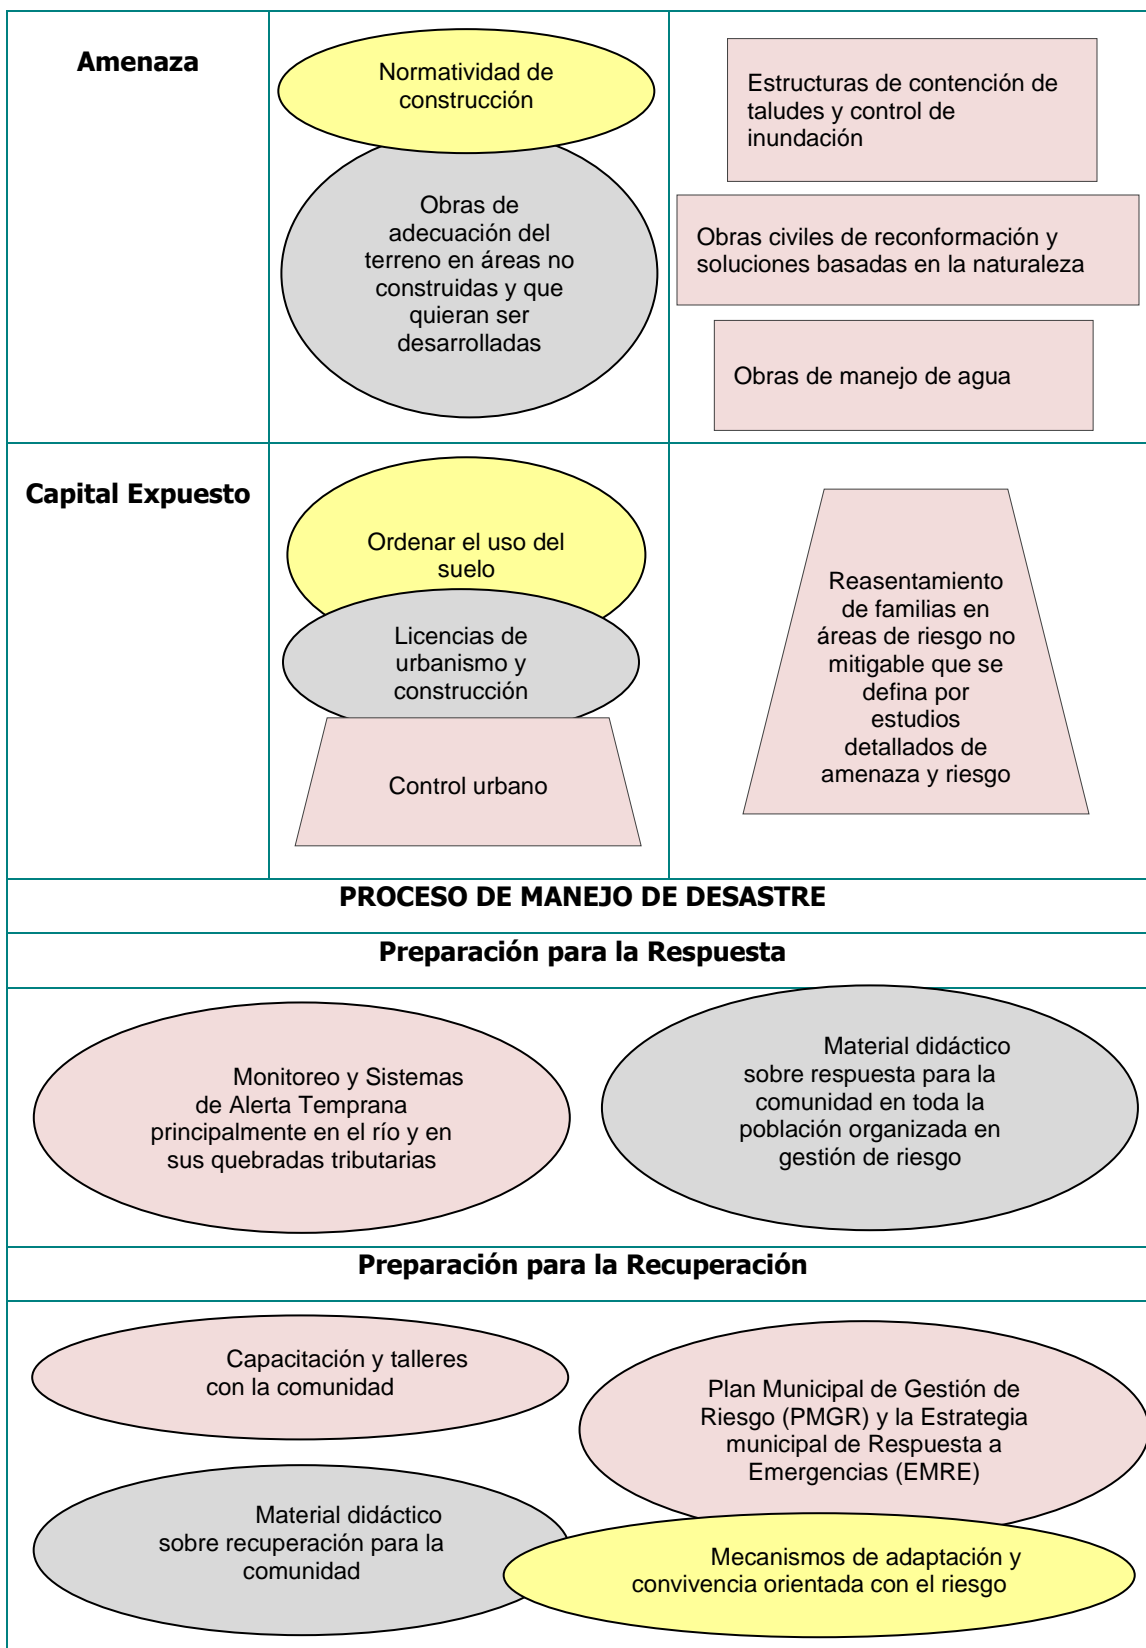 Amenaza
Normatividad de
construcción
Obras de
adecuación del
terreno en áreas no
construidas y que
quieran ser
desarrolladas
Estructuras de contención de
taludes y control de
inundación
Obras civiles de reconformación y
soluciones basadas en la naturaleza
Obras de manejo de agua
Capital Expuesto
Ordenar el uso del
suelo
Licencias de
urbanismo y
construcción
Control urbano
Reasentamiento
de familias en
áreas de riesgo no
mitigable que se
defina por
estudios
detallados de
amenaza y riesgo
PROCESO DE MANEJO DE DESASTRE
Preparación para la Respuesta
Monitoreo y Sistemas
de Alerta Temprana
principalmente en el río y en
sus quebradas tributarias
Material didáctico
sobre respuesta para la
comunidad en toda la
población organizada en
gestión de riesgo
Preparación para la Recuperación
Capacitación y talleres
con la comunidad
Plan Municipal de Gestión de
Riesgo (PMGR) y la Estrategia
municipal de Respuesta a
Emergencias (EMRE)
Material didáctico
sobre recuperación para la
comunidad
Mecanismos de adaptación y
convivencia orientada con el riesgo